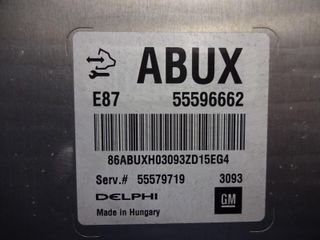 ABUX
E87 55596662
86ABUXH03093ZD15EG4
Serv.# 55579719 3093
DELPHI
Made in Hungary
GM